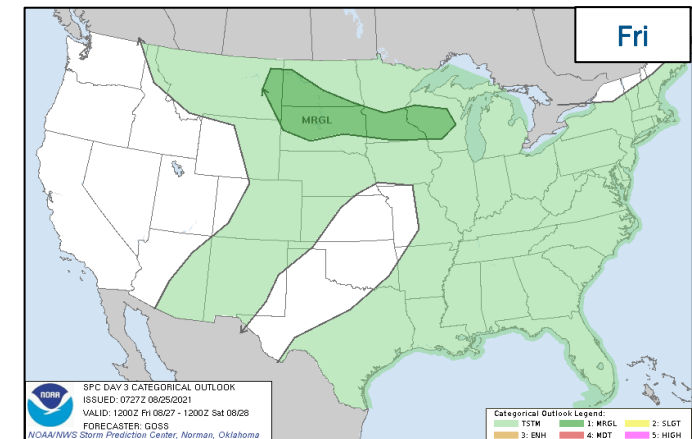 Fri
MRGL
NOAA
SPC DAY 3 CATEGORICAL OUTLOOK
ISSUED: 0727Z 08/25/2021
VALID: 1200Z Fri 08/27 - 1200Z Sat 08/28
FORECASTER: GOSS
NOAA/NWS Storm Prediction Center, Norman, Oklahoma
Categorical Outlook Legend:
TSTM 1: MRGL 2: SLGT
3: ENH 4: MDT 5: HIGH